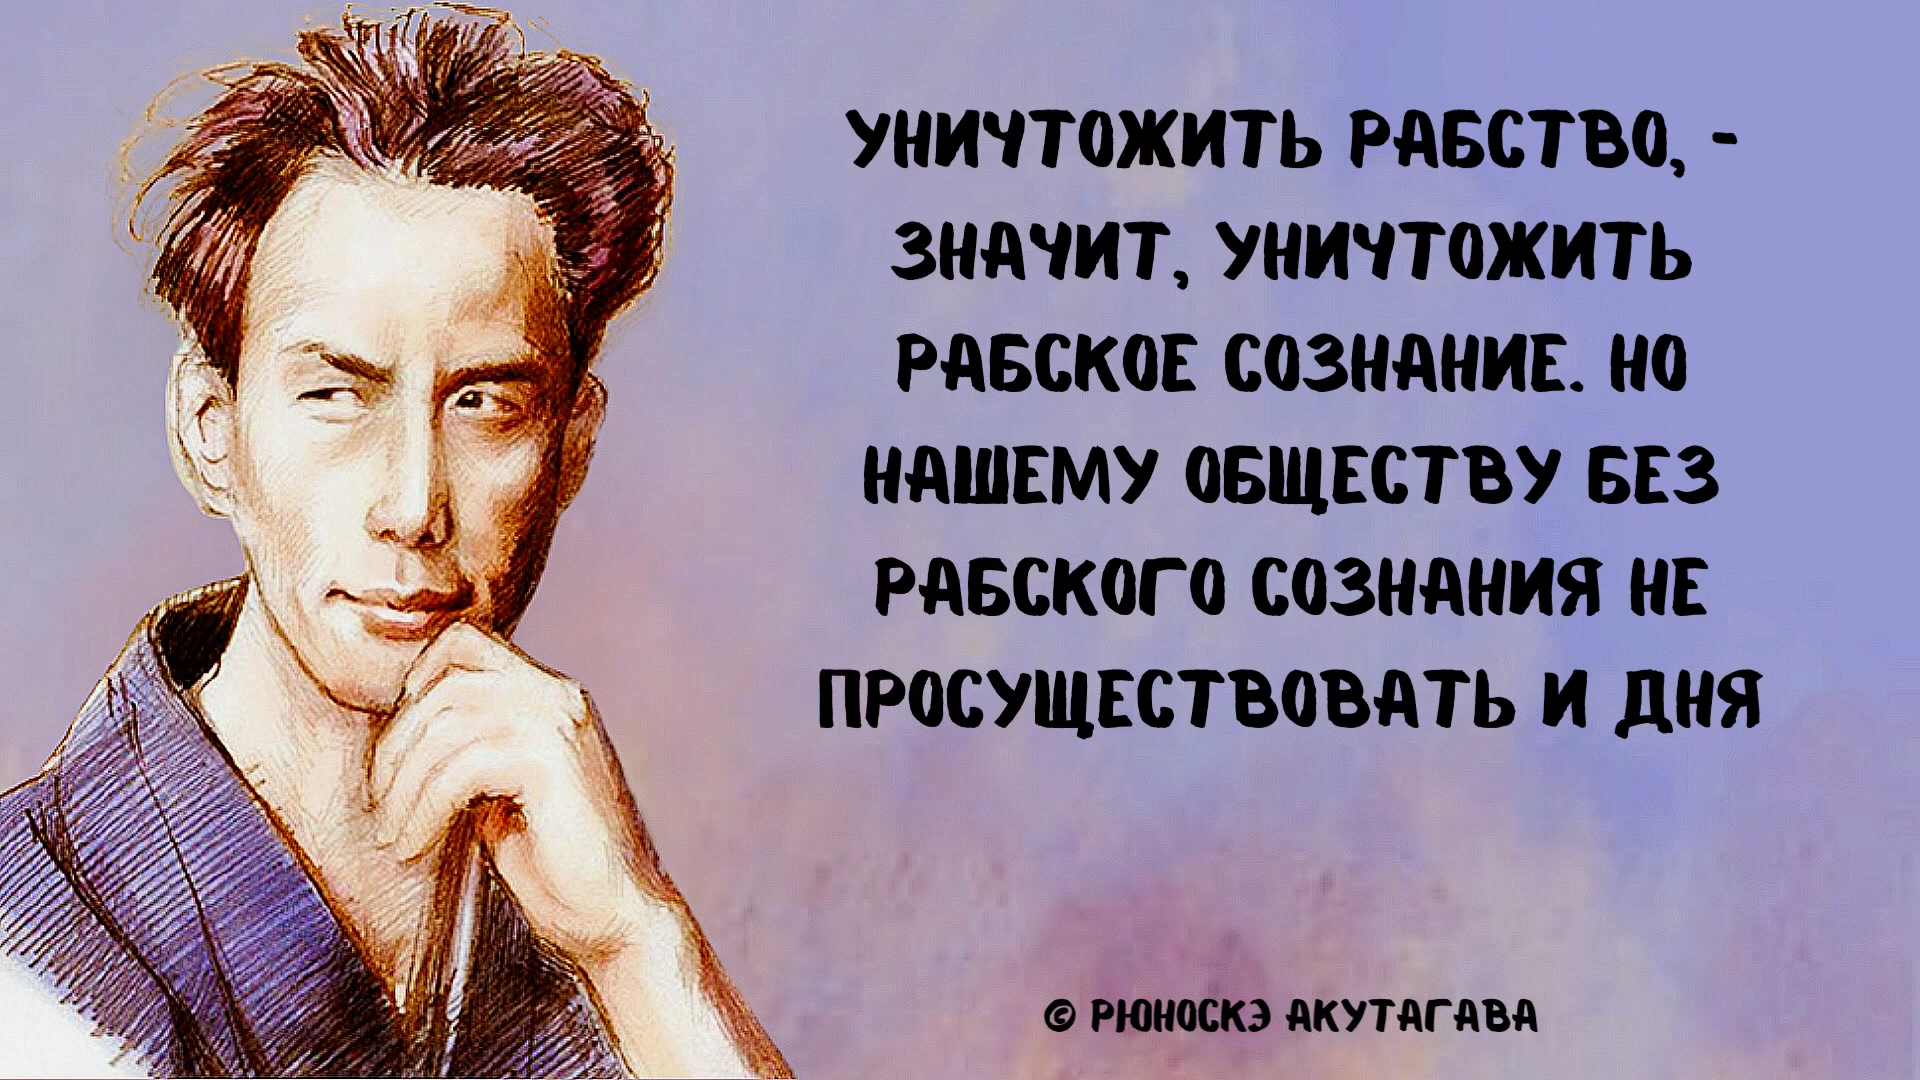 УНИЧТОЖИТЬ РАБСТВО, -
ЗНАЧИТ, УНИЧТОЖИТЬ
РАБСКОЕ СОЗНАНИЕ. НО
НАШЕМУ ОБЩЕСТВУ БЕЗ
РАБСКОГО СОЗНАНИЯ НЕ
ПРОСУЩЕСТВОВАТЬ И ДНЯ
© РЮНОСКЭ АКУТАГАВА